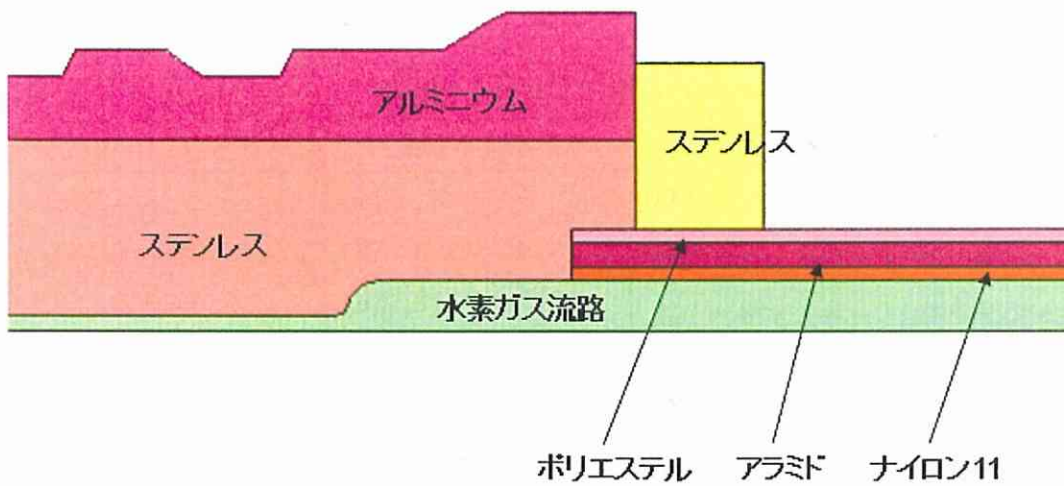 アルミニウム
ステンレス
ステンレス
水素ガス流路
ポリエステル
アラミド
ナイロン11